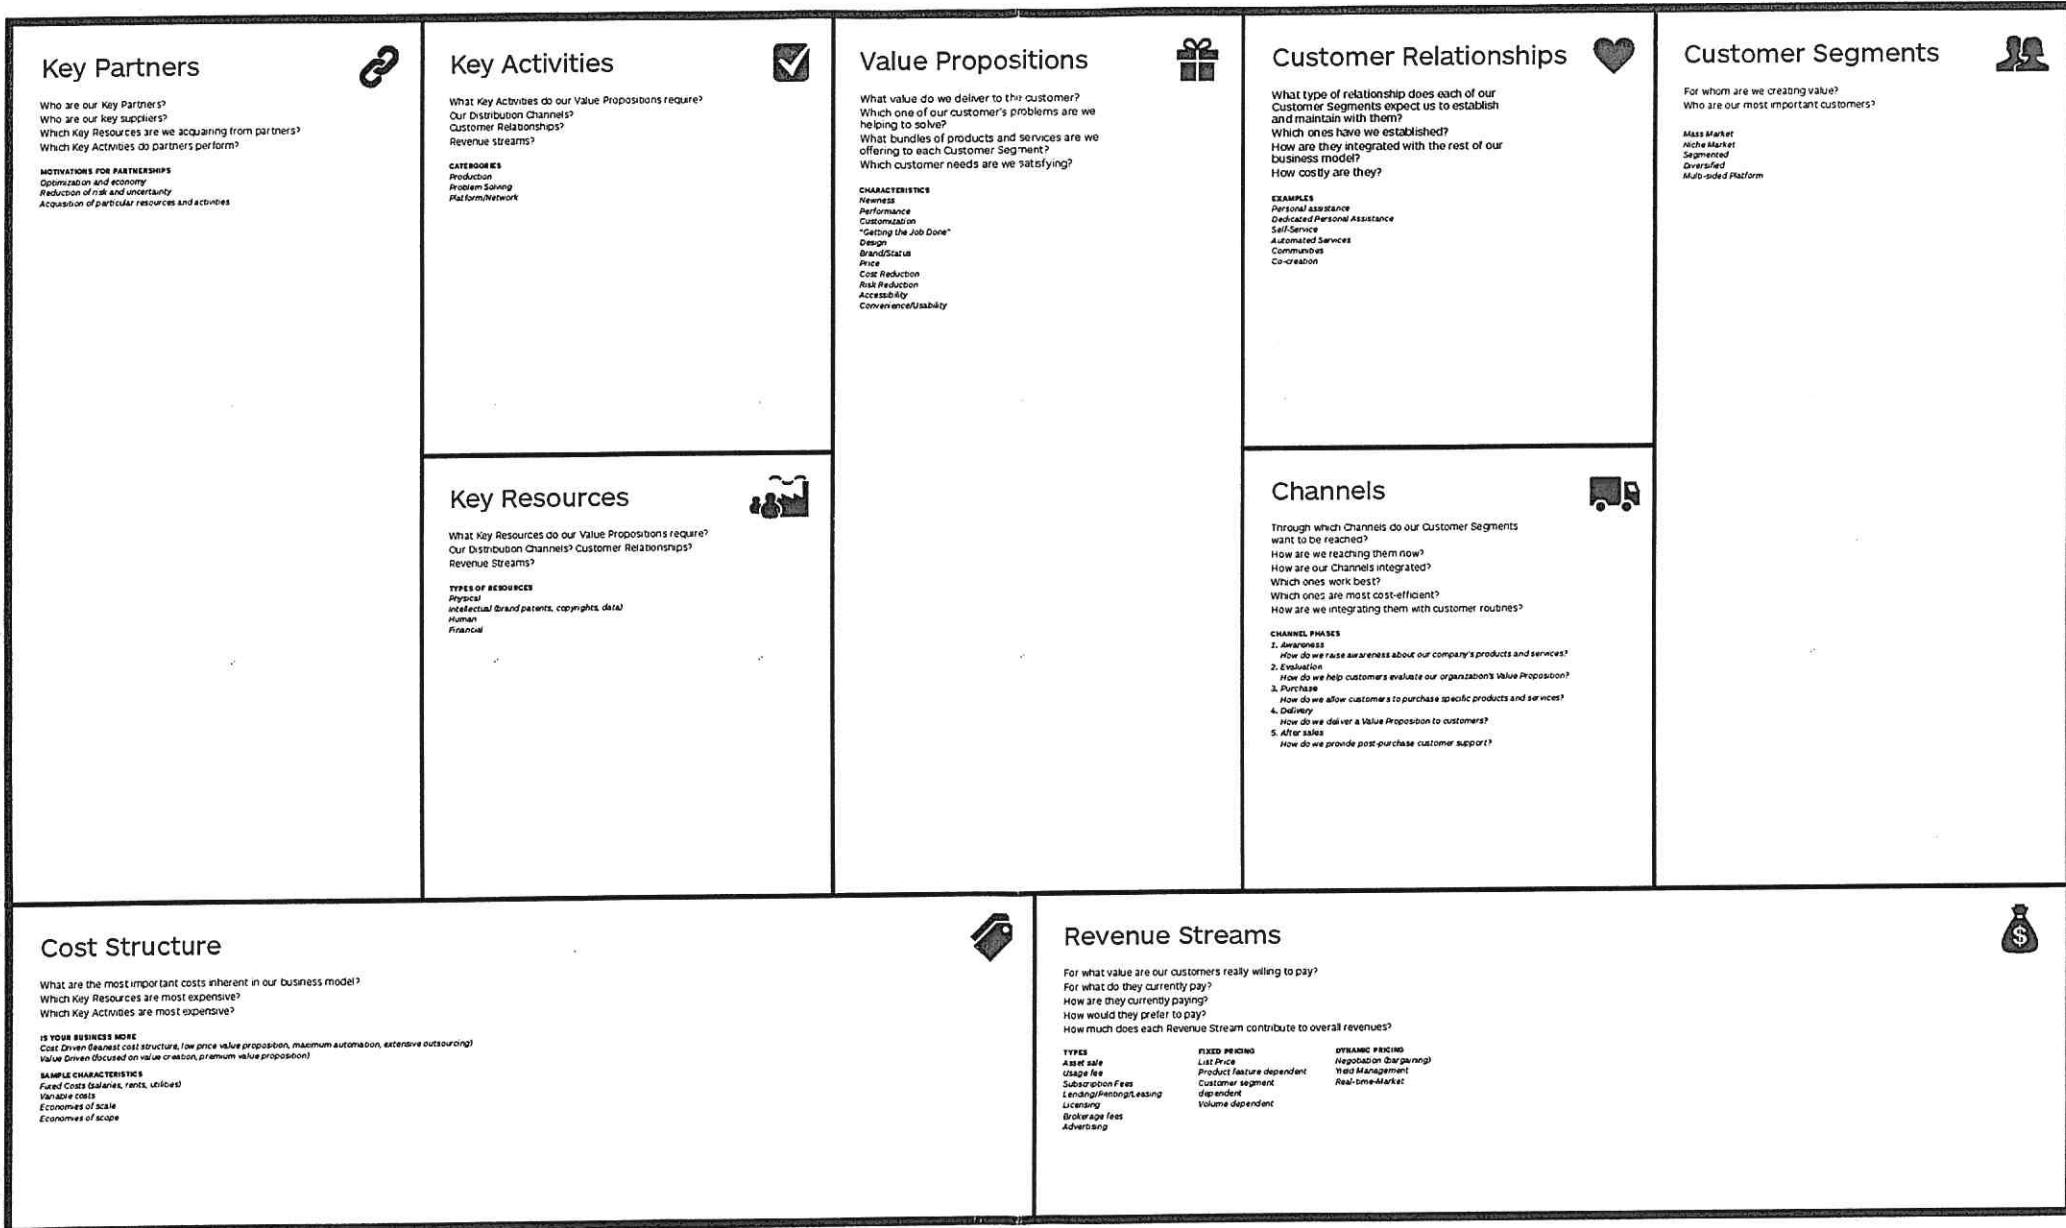 Key Partners
Who are our Key Partners?
Who are our key suppliers?
Which Key Resources are we acquairing from partners?
Which Key Activities do partners perform?
MOTIVATIONS FOR PARTNERSHIPS
Optimization and economy
Reduction of risk and uncertainty
Acquisition of particular resources and activities
Key Activities
What Key Activities do our Value Propositions require?
Our Distribution Channels?
Customer Relationships?
Revenue streams?
CATERGORIES
Production
Problem Solving
Platform/Network
Key Resources
What Key Resources do our Value Propositions require?
Our Distribution Channels? Customer Relationships?
Revenue Streams?
TYPES OF RESOURCES
Physical
Intellectual (brand patents, copyrights, data)
Human
Financial
Value Propositions
What value do we deliver to the customer?
Which one of our customer's problems are we
helping to solve?
What bundles of products and services are we
offering to each Customer Segment?
Which customer needs are we satisfying?
CHARACTERISTICS
Newness
Performance
Customization
"Getting the Job Done"
Design
Brand/Status
Price
Cost Reduction
Risk Reduction
Accessibility
Convenience/Usability
Customer Relationships
What type of relationship does each of our
Customer Segments expect us to establish
and maintain with them?
Which ones have we established?
How are they integrated with the rest of our
business model?
How costly are they?
EXAMPLES
Personal assistance
Dedicated Personal Assistance
Self-Service
Automated Services
Communities
Co-creation
Channels
Through which Channels do our Customer Segments
want to be reached?
How are we reaching them now?
How are our Channels integrated?
Which ones work best?
Which ones are most cost-efficient?
How are we integrating them with customer routines?
CHANNEL PHASES
1. Awareness
How do we raise awareness about our company's products and services?
2. Evaluation
How do we help customers evaluate our organization's Value Proposition?
3. Purchase
How do we allow customers to purchase specific products and services?
4. Delivery
How do we deliver a Value Proposition to customers?
5. After sales
How do we provide post-purchase customer support?
Customer Segments
For whom are we creating value?
Who are our most important customers?
Mass Market
Niche Market
Segmented
Diversified
Multi-sided Platform
Cost Structure
What are the most important costs inherent in our business model?
Which Key Resources are most expensive?
Which Key Activities are most expensive?
IS YOUR BUSINESS MORE
Cost Driven (leanest cost structure, low price value proposition, maximum automation, extensive outsourcing)
Value Driven (focused on value creation, premium value proposition)
SAMPLE CHARACTERISTICS
Fixed Costs (salaries, rents, utilities)
Variable costs
Economies of scale
Economies of scope
Revenue Streams
For what value are our customers really willing to pay?
For what do they currently pay?
How are they currently paying?
How would they prefer to pay?
How much does each Revenue Stream contribute to overall revenues?
TYPES
Asset sale
Usage fee
Subscription Fees
Lending/Renting/Leasing
Licensing
Brokerage fees
Advertising
FIXED PRICING
List Price
Product feature dependent
Customer segment
dependent
Volume dependent
DYNAMIC PRICING
Negotiation (bargaining)
Yield Management
Real-time-Market
$